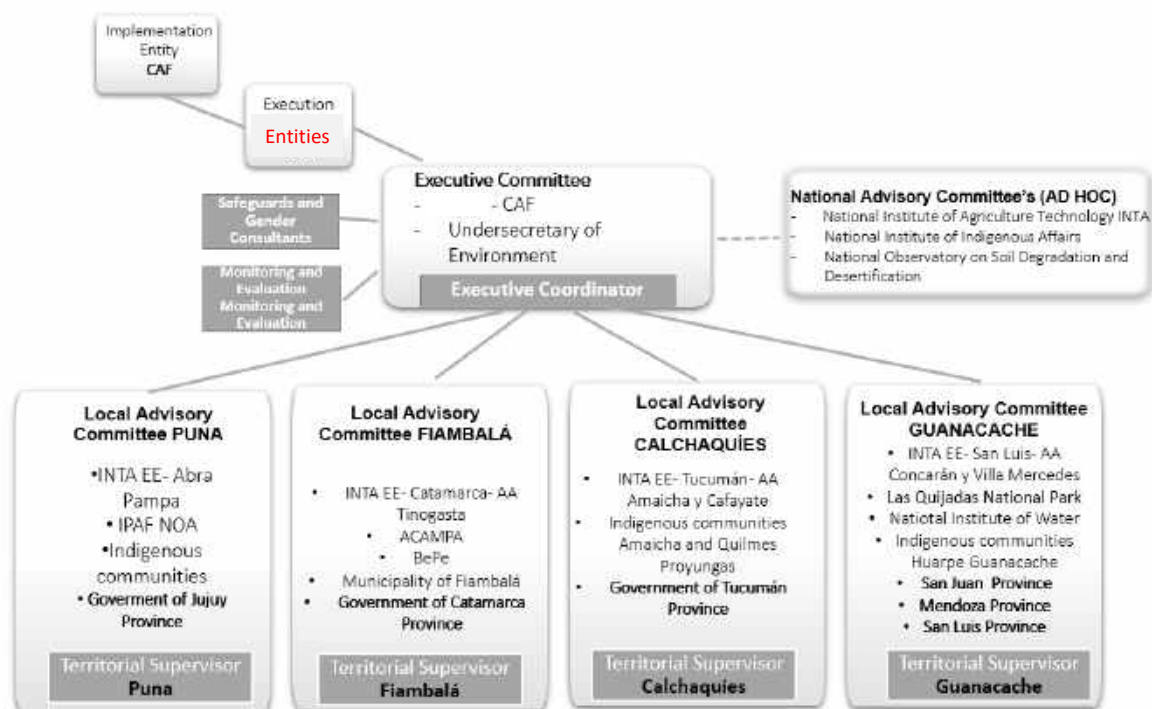 Implementation
Entity
CAF
Execution
Entities
Executive Committee
- - CAF
- Undersecretary of
Environment
Executive Coordinator
Safeguards and
Gender
Consultants
Monitoring and
Evaluation
Monitoring and
Evaluation
National Advisory Committee's (AD HOC)
- National Institute of Agriculture Technology INTA
- National Institute of Indigenous Affairs
- National Observatory on Soil Degradation and
Desertification
Local Advisory
Committee PUNA
•INTA EE- Abra
Pampa
• IPAF NOA
•Indigenous
communities
• Goverment of Jujuy
Province
Territorial Supervisor
Puna
Local Advisory
Committee FIAMBALÁ
• INTA EE- Catamarca- AA
Tinogasta
• ACAMPA
• BePe
• Municipality of Fiambalá
• Government of Catamarca
Province
Territorial Supervisor
Fiambalá
Local Advisory
Committee
CALCHAQUÍES
• INTA EE- Tucumán- AA
Amaicha y Cafayate
• Indigenous communities
Amaicha and Quilmes
Proyungas
• Government of Tucumán
Province
Territorial Supervisor
Calchaquíes
Local Advisory Committee
GUANACACHE
• INTA EE- San Luis- AA
Concarán y Villa Mercedes
• Las Quijadas National Park
• Natiotal Institute of Water
• Indigenous communities
Huarpe Guanacache
• San Juan Province
• Mendoza Province
• San Luis Province
Territorial Supervisor
Guanacache